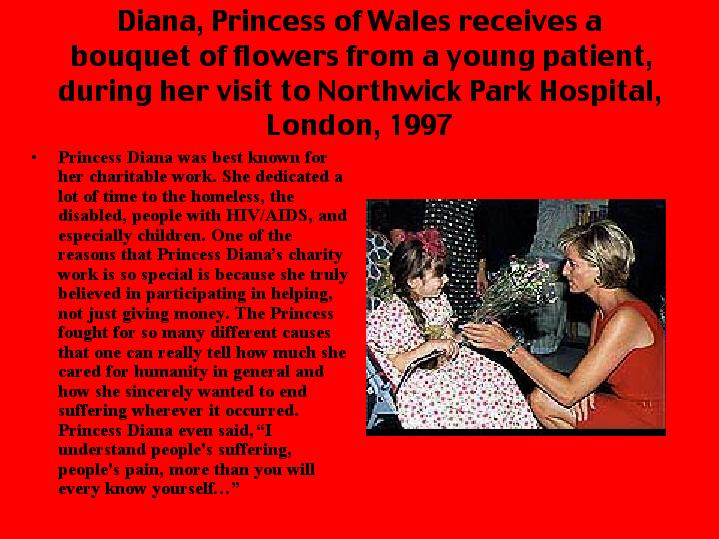 Diana, Princess of Wales receives a
bouquet of flowers from a young patient,
during her visit to Northwick Park Hospital,
London, 1997
• Princess Diana was best known for
her charitable work. She dedicated a
lot of time to the homeless, the
disabled, people with HIV/AIDS, and
especially children. One of the
reasons that Princess Diana's charity
work is so special is because she truly
believed in participating in helping,
not just giving money. The Princess
fought for so many different causes
that one can really tell how much she
cared for humanity in general and
how she sincerely wanted to end
suffering wherever it occurred.
Princess Diana even said, “I
understand people's suffering,
people's pain, more than you will
every know yourself…”